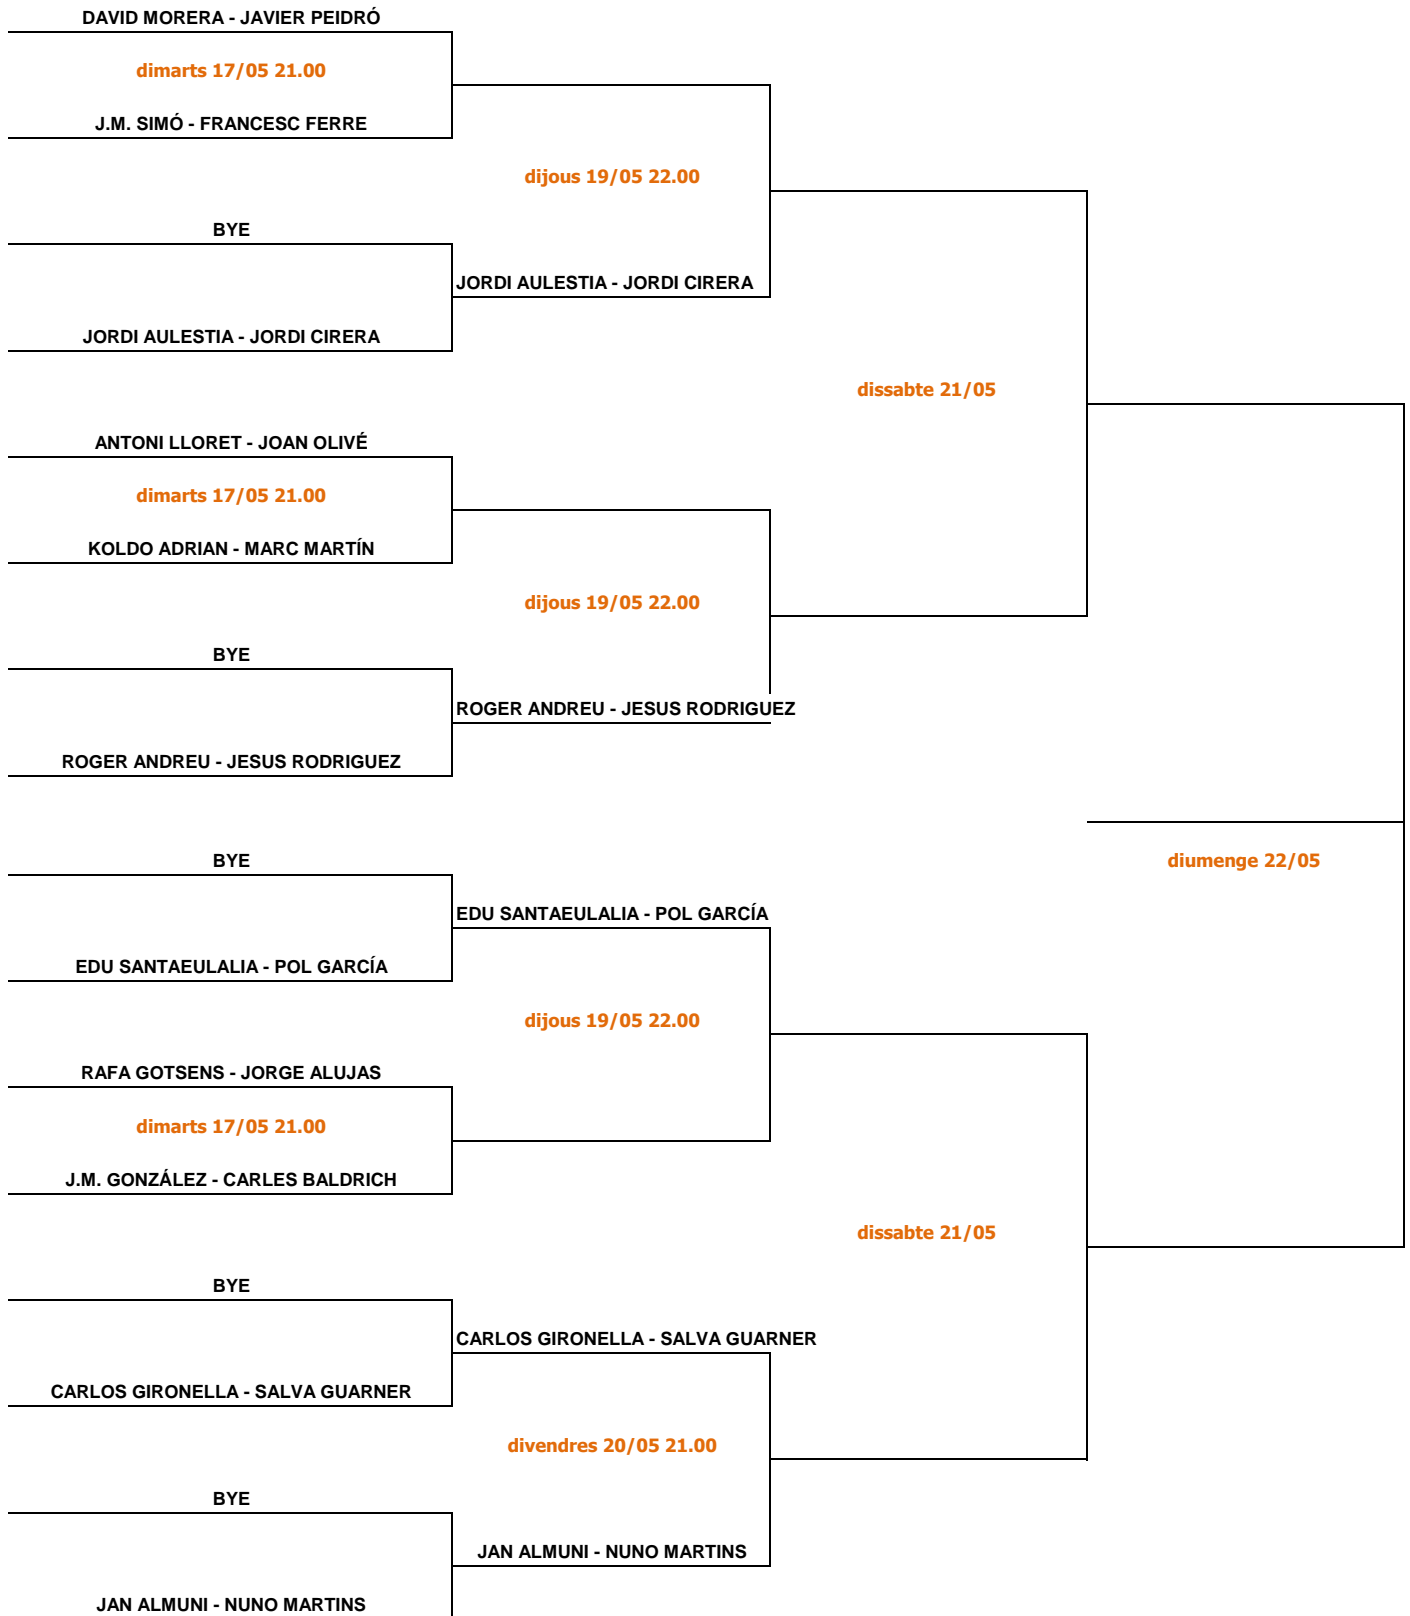 DAVID MORERA - JAVIER PEIDRÓ
dimarts 17/05 21.00
J.M. SIMÓ - FRANCESC FERRE
dijous 19/05 22.00
BYE
JORDI AULESTIA - JORDI CIRERA
JORDI AULESTIA - JORDI CIRERA
dissabte 21/05
ANTONI LLORET - JOAN OLIVÉ
dimarts 17/05 21.00
KOLDO ADRIAN - MARC MARTÍN
dijous 19/05 22.00
BYE
ROGER ANDREU - JESUS RODRIGUEZ
ROGER ANDREU - JESUS RODRIGUEZ
BYE
diumenge 22/05
EDU SANTAEULALIA - POL GARCÍA
EDU SANTAEULALIA - POL GARCÍA
dijous 19/05 22.00
RAFA GOTSENS - JORGE ALUJAS
dimarts 17/05 21.00
J.M. GONZÁLEZ - CARLES BALDRICH
dissabte 21/05
BYE
CARLOS GIRONELLA - SALVA GUARNER
CARLOS GIRONELLA - SALVA GUARNER
divendres 20/05 21.00
BYE
JAN ALMUNI - NUNO MARTINS
JAN ALMUNI - NUNO MARTINS